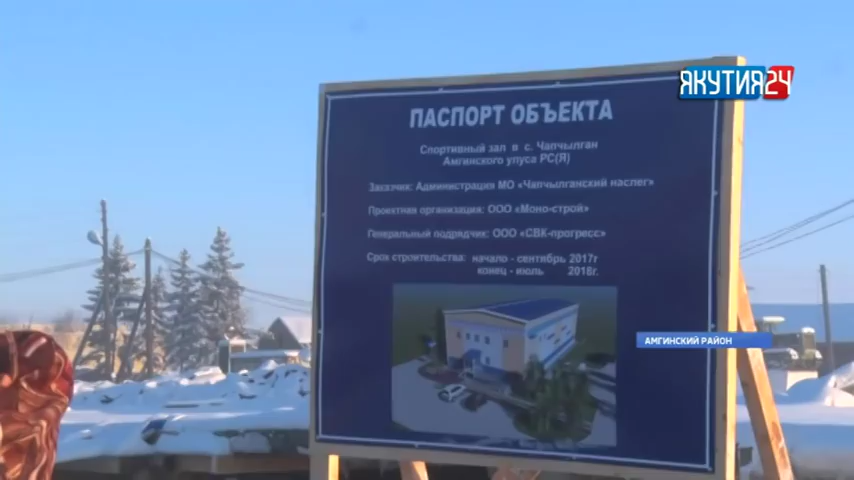 ЯКУТИЯ24
ПАСПОРТ ОБЪЕКТА
Спортивный зал в с. Чапчылган
Амгинского улуса РС(Я)
Заказчик: Администрация МО «Чапчылганский наслег»
Проектная организация: ООО «Моно-строй»
Генеральный подрядчик: ООО «СВК-прогресс»
Срок строительства: начало - сентябрь 2017г
конец - июль 2018г.
АМГИНСКИЙ РАЙОН